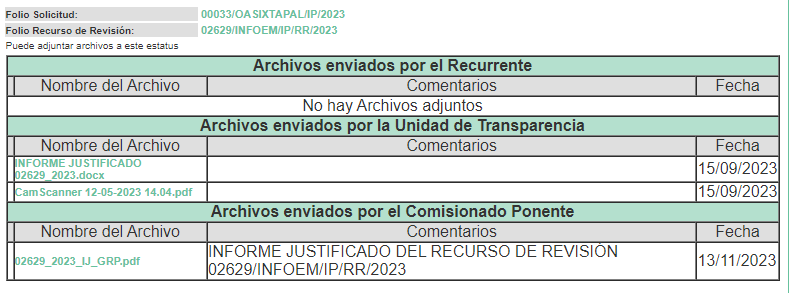 Folio Solicitud: 00033/OASIXTAPAL/IP/2023
Folio Recurso de Revisión: 02629/INFOEM/IP/RR/2023
Puede adjuntar archivos a este estatus
Archivos enviados por el Recurrente
Nombre del Archivo Comentarios Fecha
No hay Archivos adjuntos
Archivos enviados por la Unidad de Transparencia
Nombre del Archivo Comentarios Fecha
INFORME JUSTIFICADO
02629_2023.docx 15/09/2023
CamScanner 12-05-2023 14.04.pdf 15/09/2023
Archivos enviados por el Comisionado Ponente
Nombre del Archivo Comentarios Fecha
02629_2023_IJ_GRP.pdf INFORME JUSTIFICADO DEL RECURSO DE REVISIÓN
02629/INFOEM/IP/RR/2023 13/11/2023